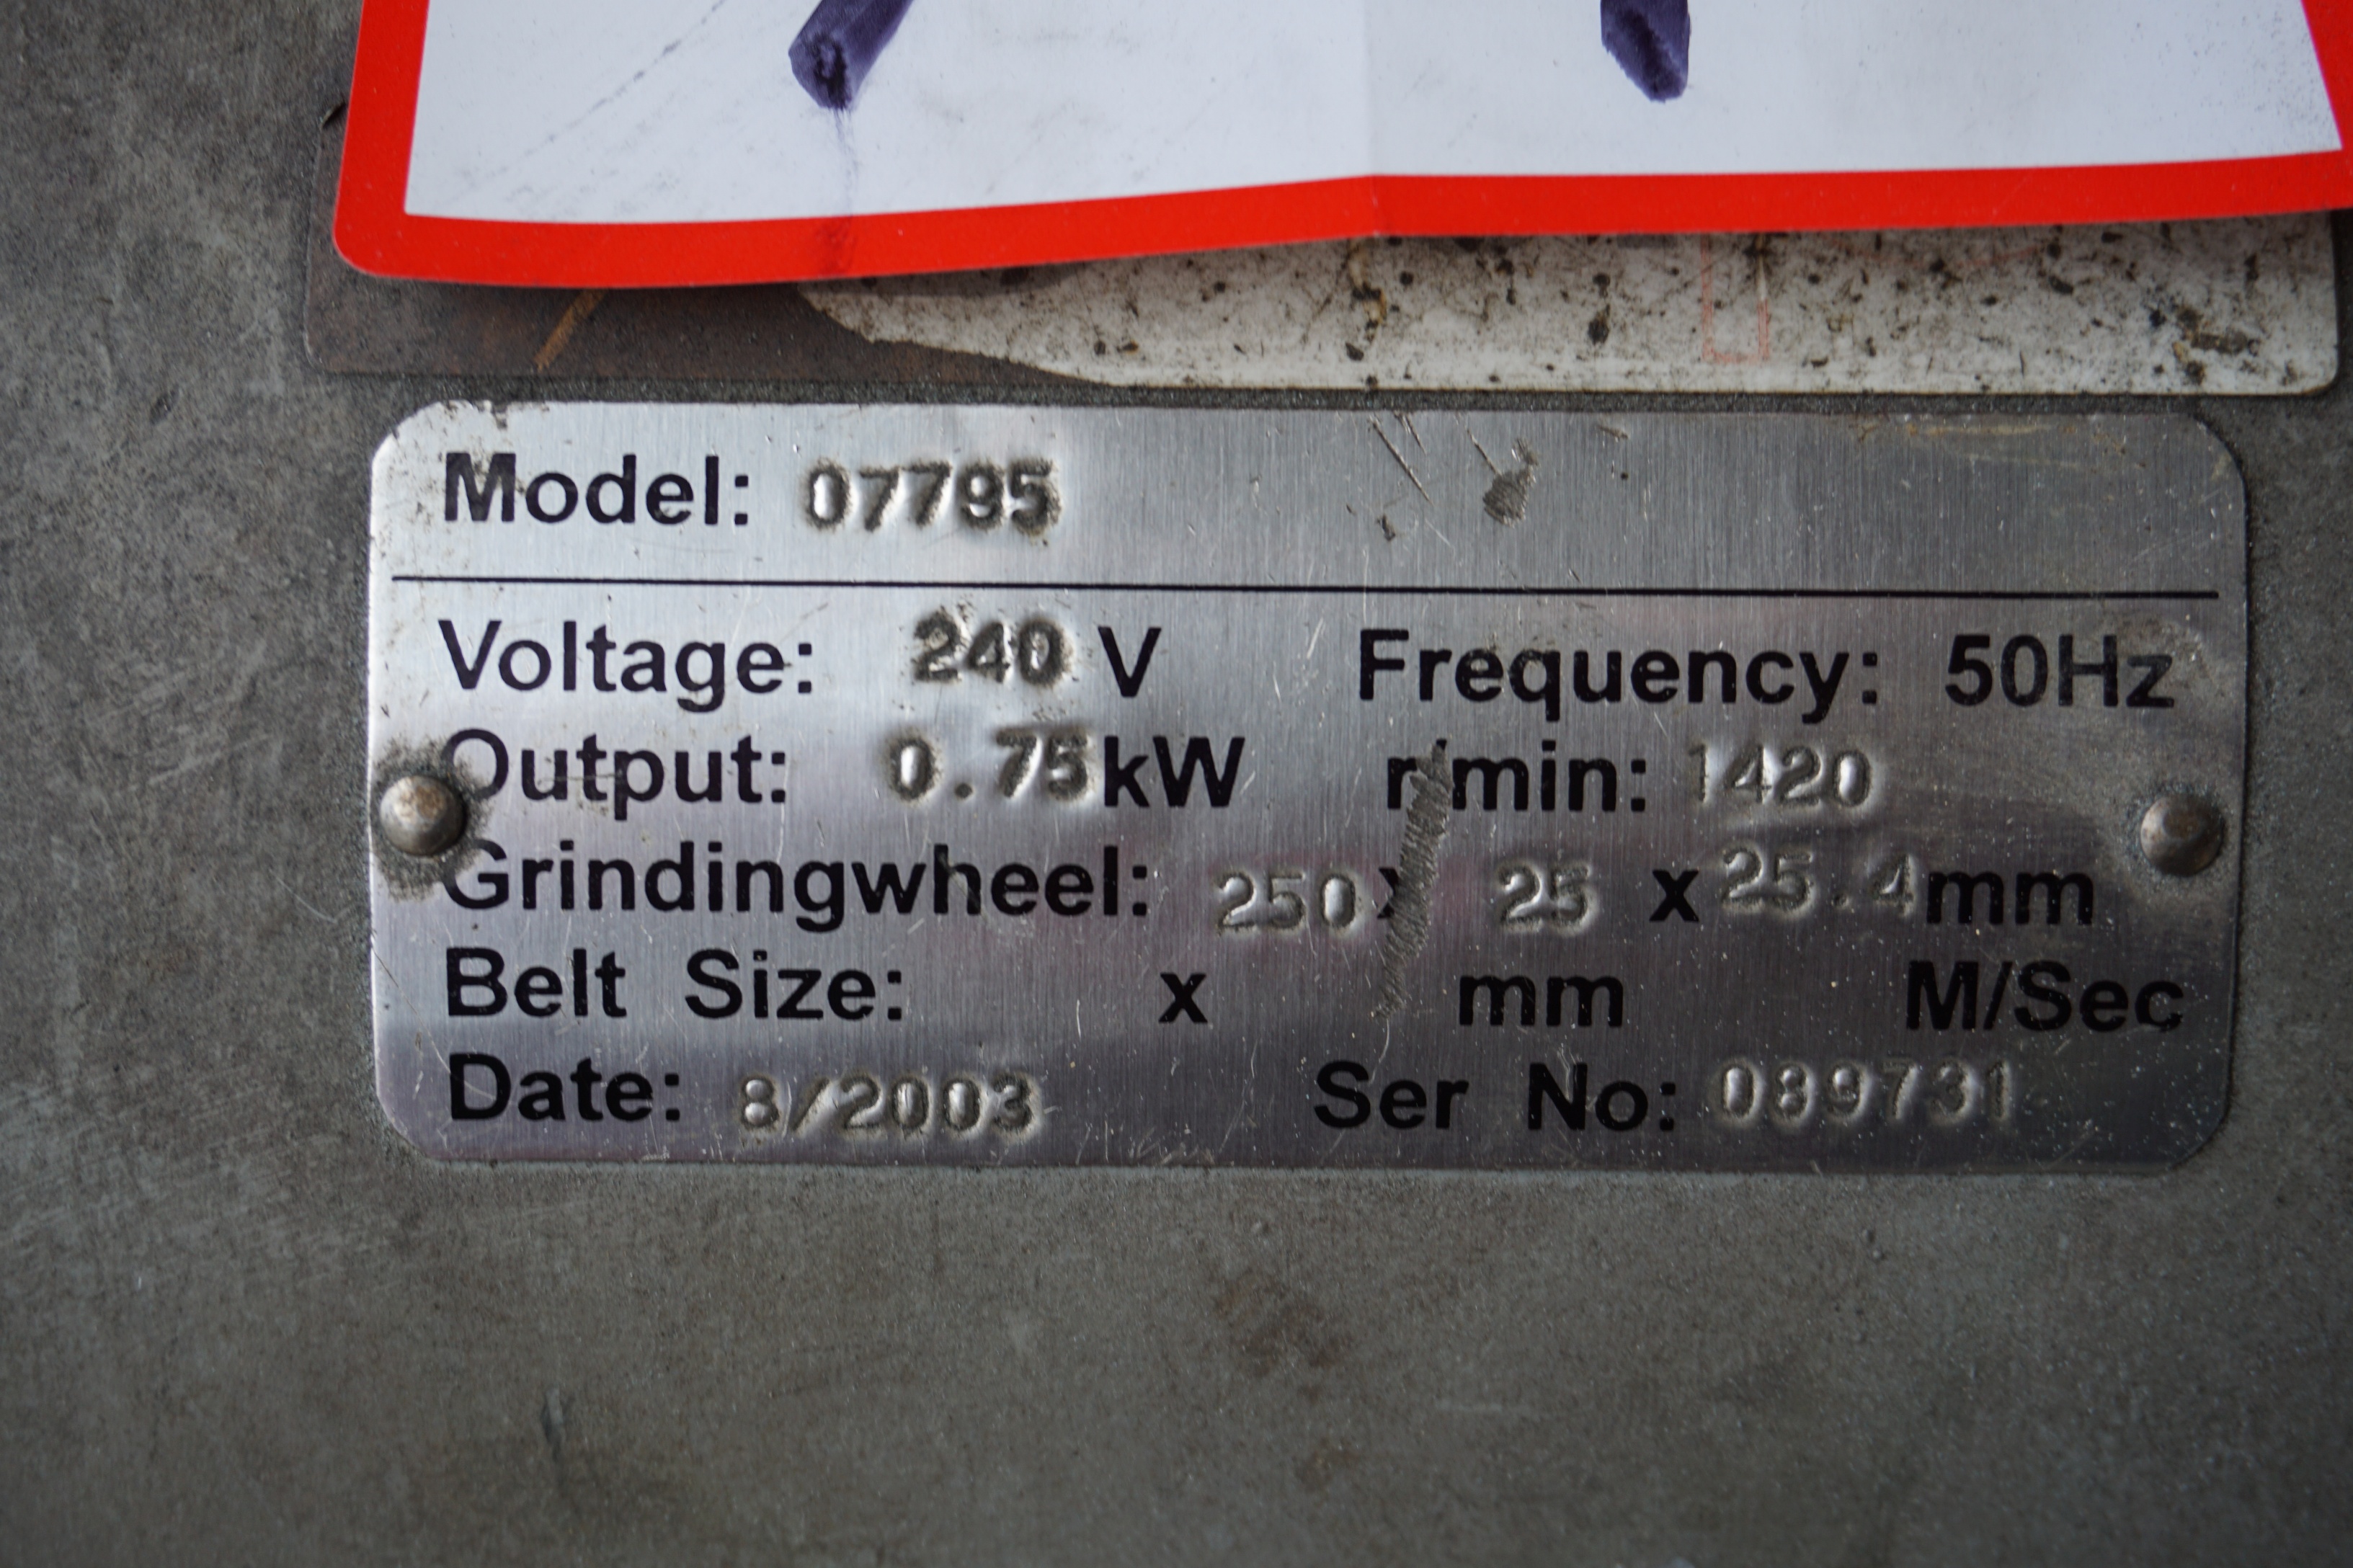 Model: 07795
Voltage: 240 V Frequency: 50Hz
Output: 0.75kW r/min: 1420
Grindingwheel: 250x 25 x 25.4mm
Belt Size: x mm M/Sec
Date: 8/2003 Ser No: 089731